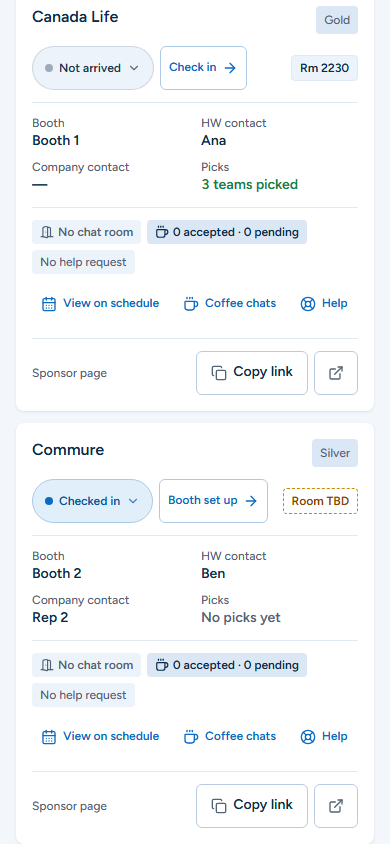 Canada Life
Gold
Not arrived
Check in
Rm 2230
Booth
HW contact
Booth 1
Ana
Company contact
Picks
—
3 teams picked
No chat room
0 accepted · 0 pending
No help request
View on schedule
Coffee chats
Help
Sponsor page
Copy link
Commure
Silver
Checked in
Booth set up
Room TBD
Booth
HW contact
Booth 2
Ben
Company contact
Picks
Rep 2
No picks yet
No chat room
0 accepted · 0 pending
No help request
View on schedule
Coffee chats
Help
Sponsor page
Copy link